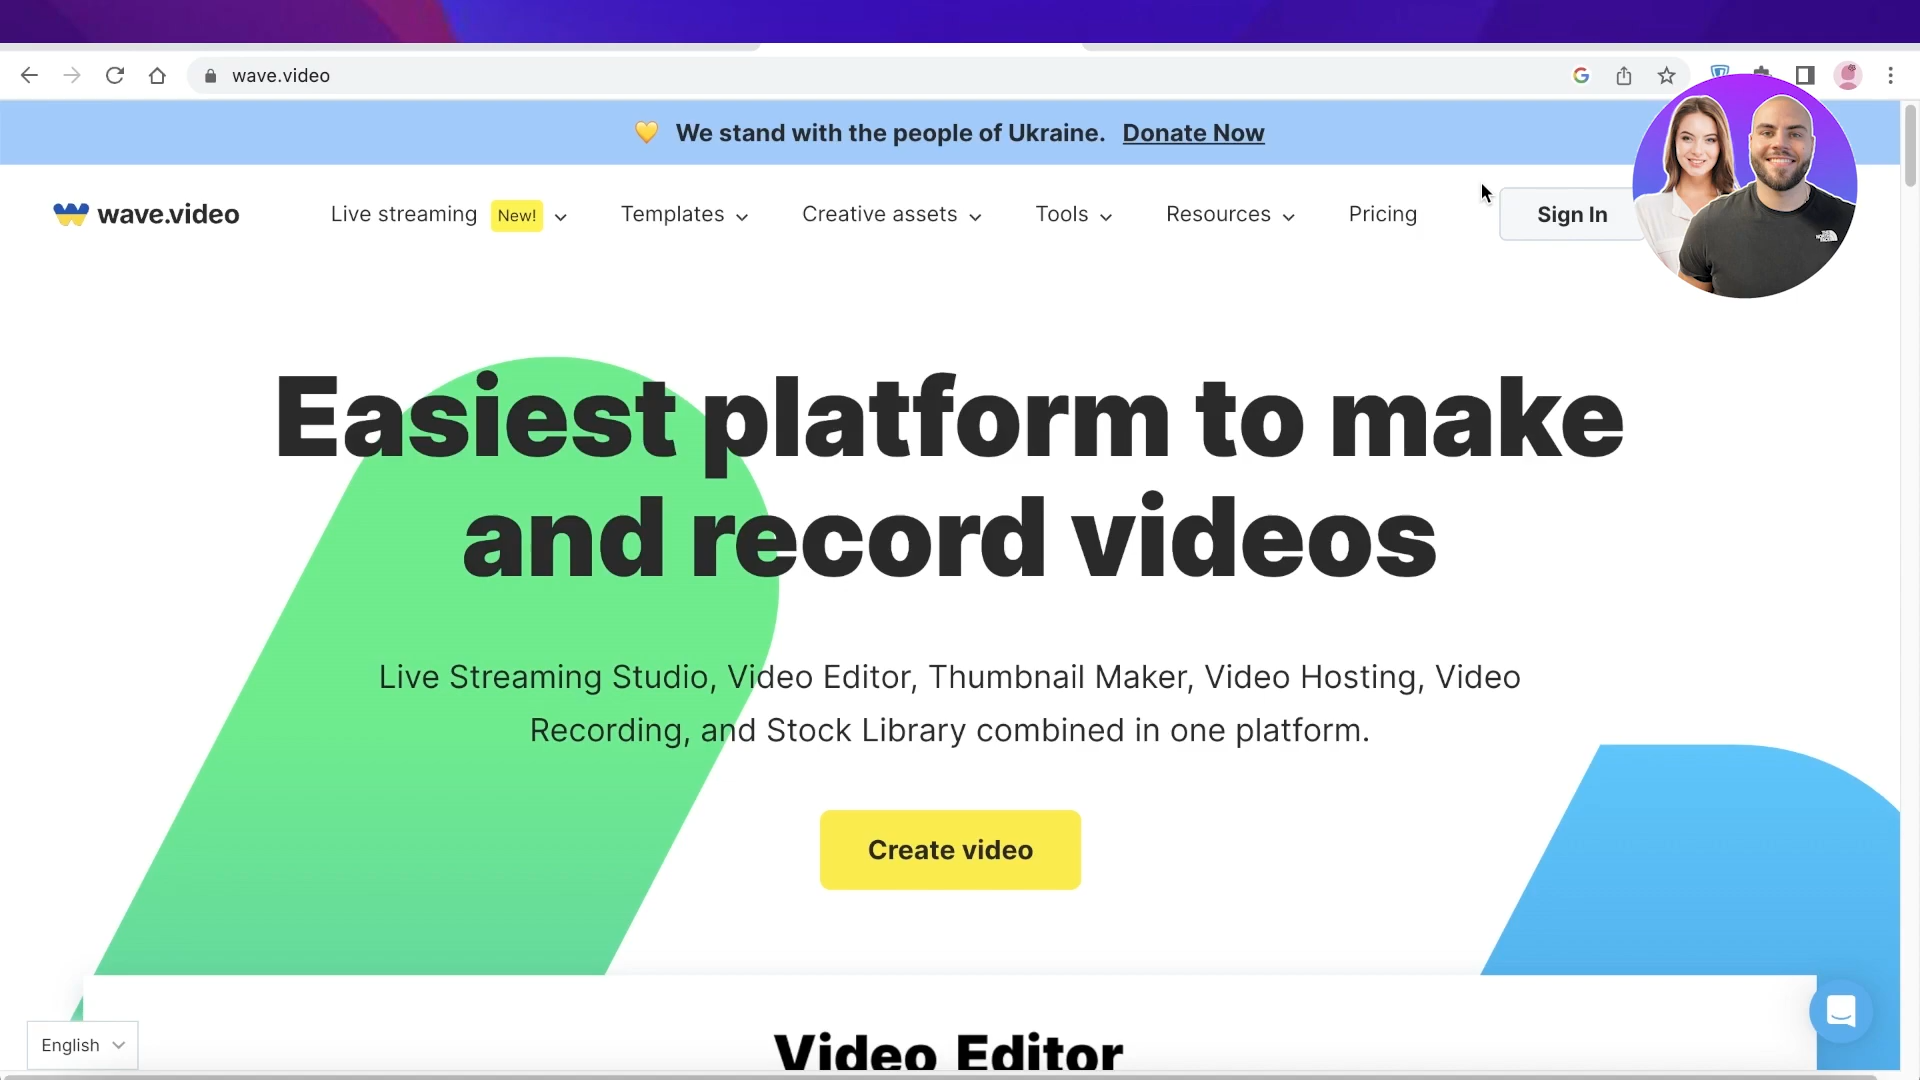 wave.video
We stand with the people of Ukraine. Donate Now
wave.video
Live streaming New! Templates Creative assets Tools Resources Pricing Sign In
Easiest platform to make
and record videos
Live Streaming Studio, Video Editor, Thumbnail Maker, Video Hosting, Video
Recording, and Stock Library combined in one platform.
Create video
Video Editor
English